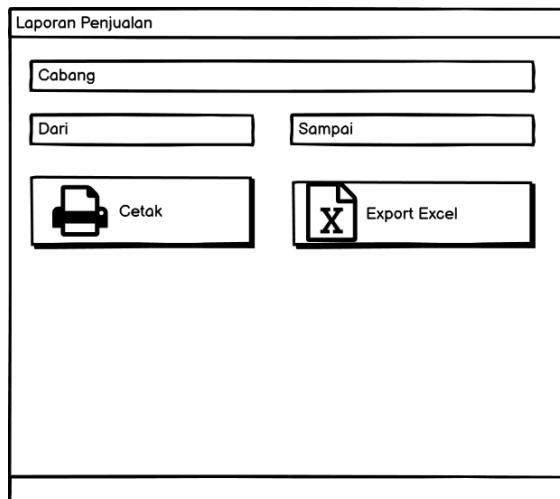 Laporan Penjualan
Cabang
Dari
Sampai
Cetak
X
Export Excel